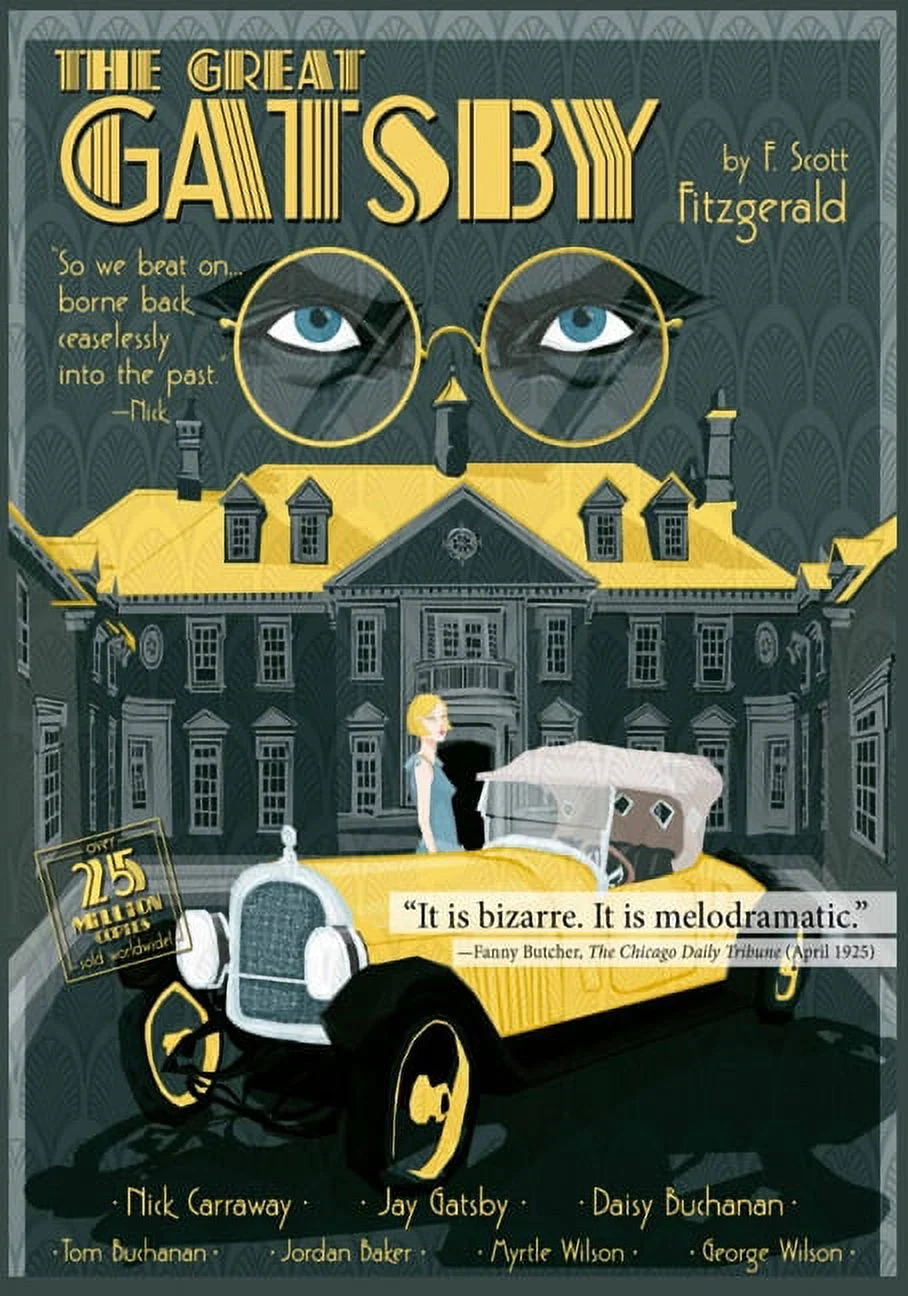 THE GREAT
GATSBY
by F. Scott
Fitzgerald
"So we beat on...
borne back
ceaselessly
into the past."
—Nick
over
25
MILLION
COPIES
sold worldwide!
“It is bizarre. It is melodramatic.”
—Fanny Butcher, The Chicago Daily Tribune (April 1925)
· Nick Carraway · · Jay Gatsby · · Daisy Buchanan ·
· Tom Buchanan · · Jordan Baker · · Myrtle Wilson · · George Wilson ·